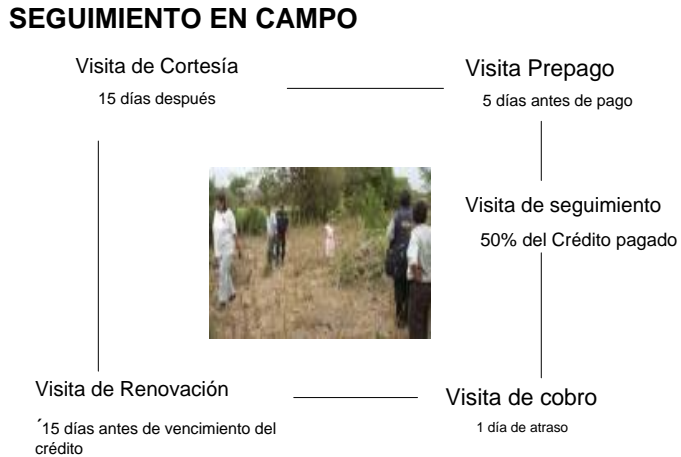 SEGUIMIENTO EN CAMPO
Visita de Cortesía
15 días después
Visita Prepago
5 días antes de pago
Visita de seguimiento
50% del Crédito pagado
Visita de Renovación
´15 días antes de vencimiento del
crédito
Visita de cobro
1 día de atraso